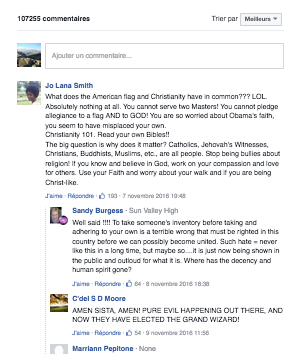 107255 commentaires
Trier par Meilleurs
Ajouter un commentaire...
Jo Lana Smith
What does the American flag and Christianity have in common??? LOL.
Absolutely nothing at all. You cannot serve two Masters! You cannot pledge
allegiance to a flag AND to GOD! You are so worried about Obama's faith,
you seem to have misplaced your own.
Christianity 101. Read your own Bibles!!
The big question is why does it matter? Catholics, Jehovah's Witnesses,
Christians, Buddhists, Muslims, etc., are all people. Stop being bullies about
religion! If you know and believe in God, work on your compassion and love
for others. Use your Faith and worry about your walk and if you are being
Christ-like.
J'aime · Répondre · 193 · 7 novembre 2016 19:48
Sandy Burgess · Sun Valley High
Well said !!!! To take someone's inventory before taking and
adhering to your own is a terrible wrong that must be righted in this
country before we can possibly become united. Such hate = never
like this in a long time, but maybe so....it is just now being shown in
the public and outloud for what it is. Where has the decency and
human spirit gone?
J'aime · Répondre · 64 · 8 novembre 2016 18:38
C'del S D Moore
AMEN SISTA, AMEN! PURE EVIL HAPPENING OUT THERE, AND
NOW THEY HAVE ELECTED THE GRAND WIZARD!
J'aime · Répondre · 54 · 9 novembre 2016 11:56
Marriann Pepitone · None